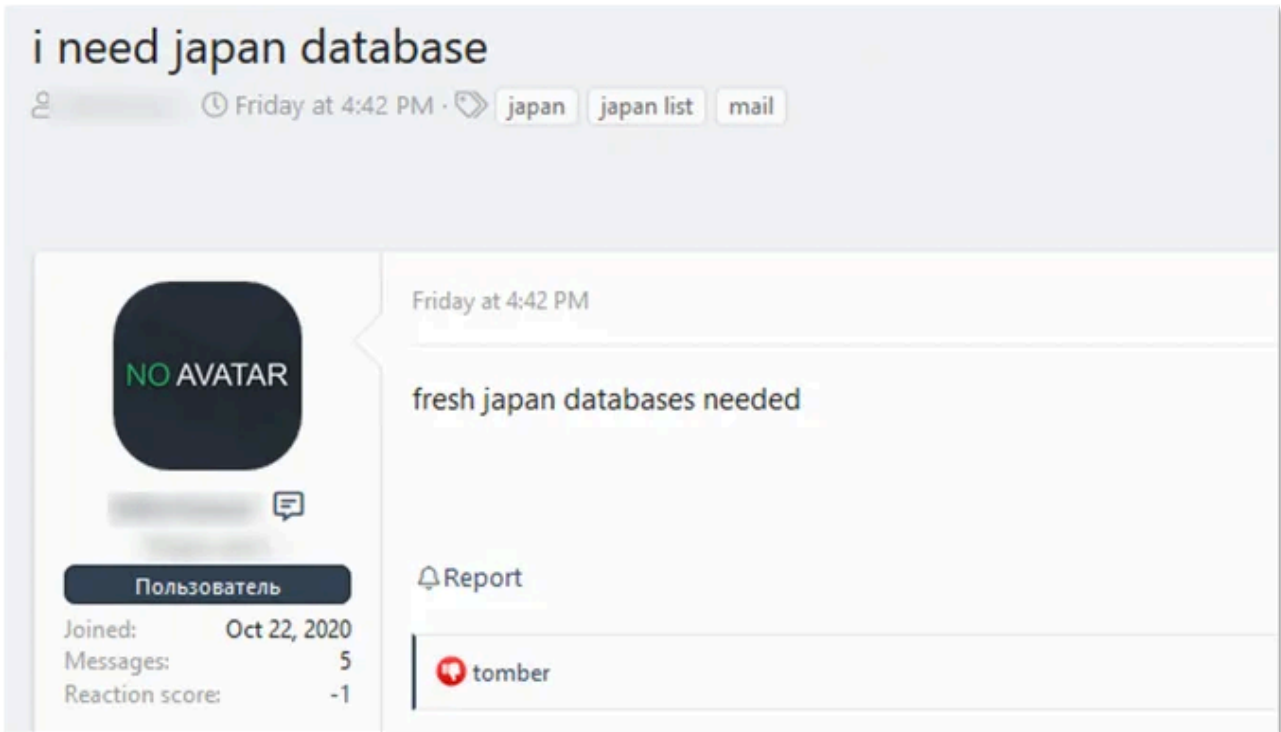 i need japan database
Friday at 4:42 PM · japan japan list mail
NO AVATAR
Пользователь
Joined: Oct 22, 2020
Messages: 5
Reaction score: -1
Friday at 4:42 PM
fresh japan databases needed
Report
tomber